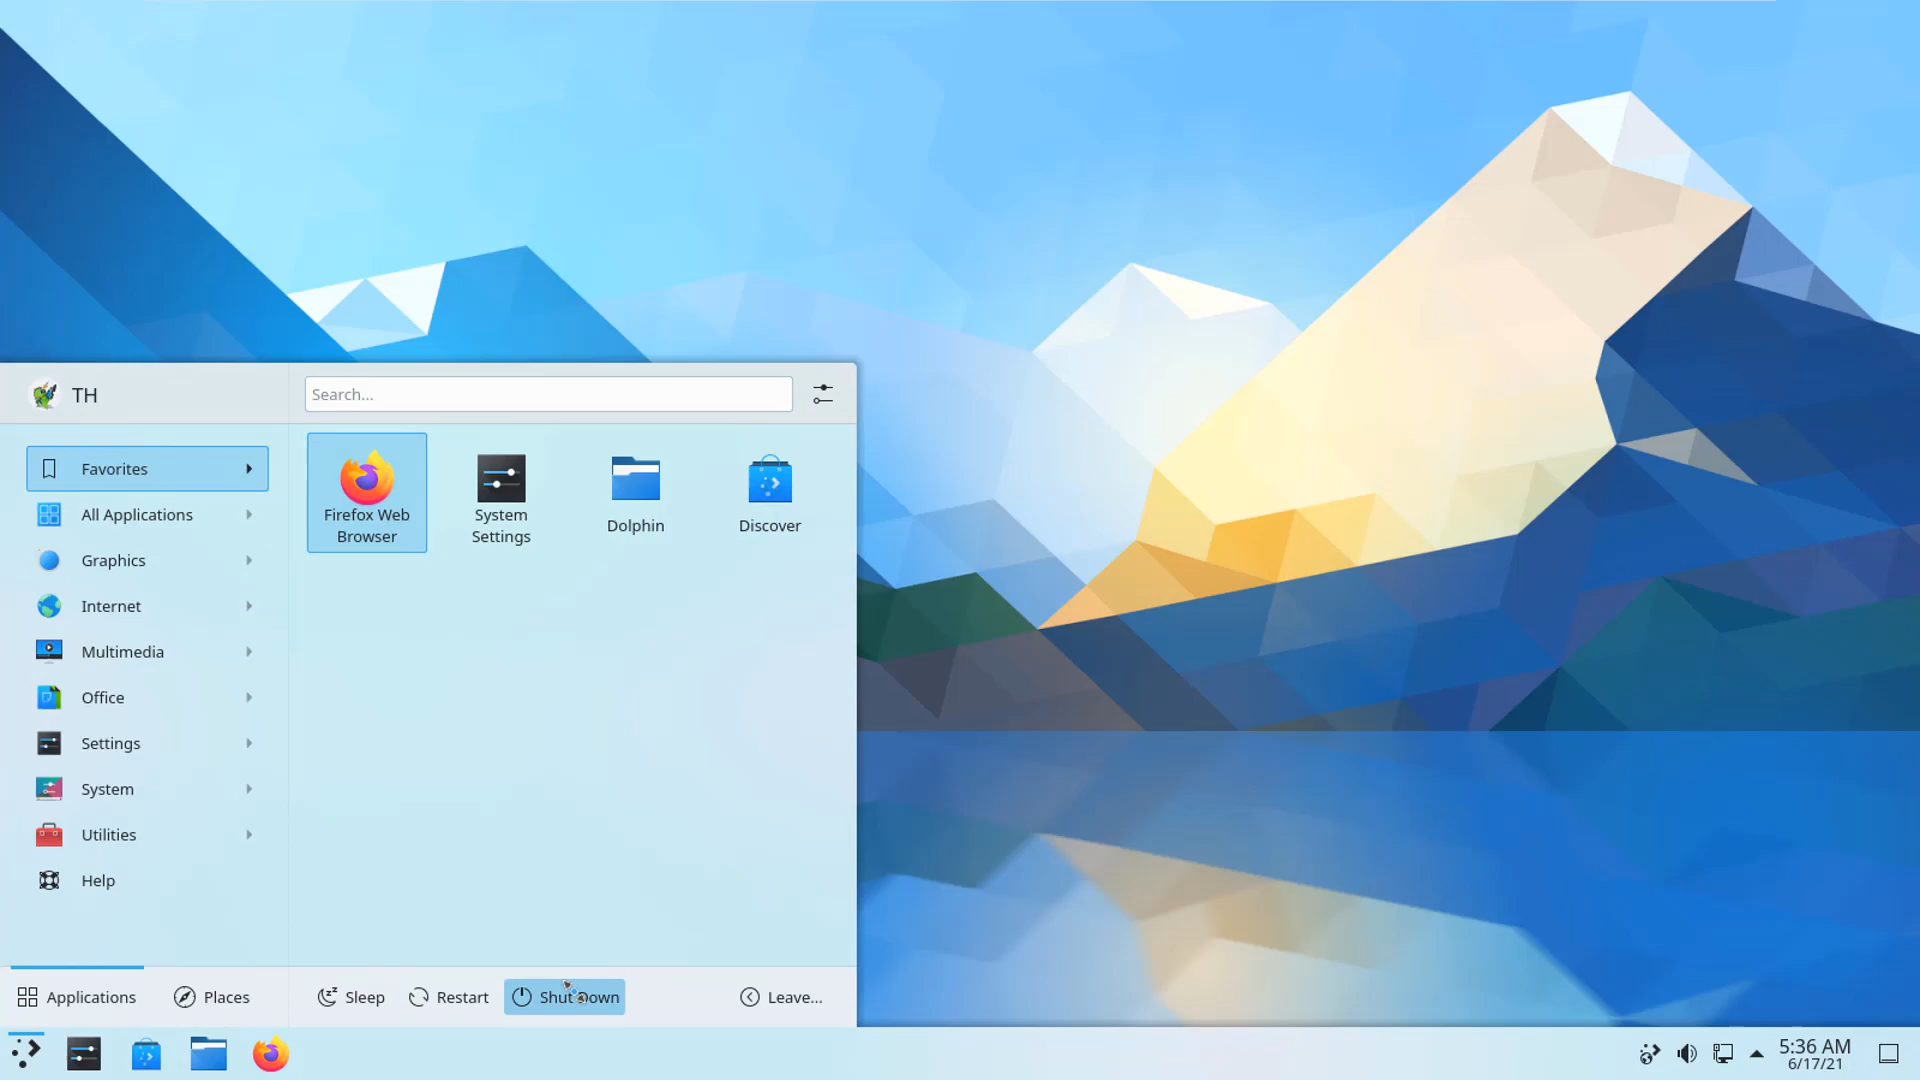 TH
Search...
Favorites
All Applications
Graphics
Internet
Multimedia
Office
Settings
System
Utilities
Help
Firefox Web
Browser
System
Settings
Dolphin
Discover
Applications
Places
Sleep
Restart
Shut Down
Leave...
5:36 AM
6/17/21